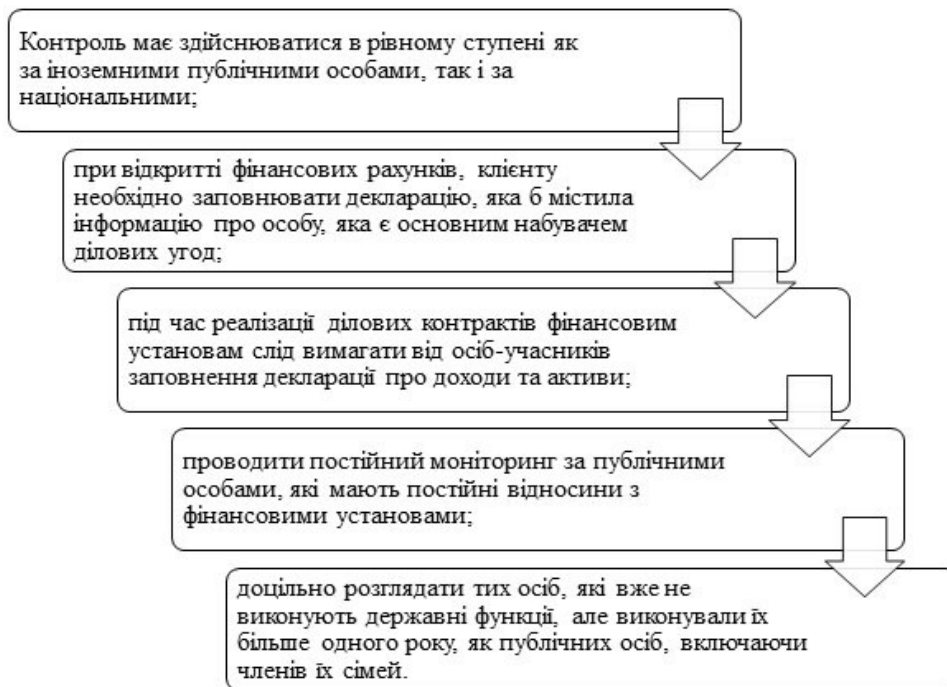 Контроль має здійснюватися в рівному ступені як
за іноземними публічними особами, так і за
національними;
при відкритті фінансових рахунків, клієнту
необхідно заповнювати декларацію, яка б містила
інформацію про особу, яка є основним набувачем
ділових угод;
під час реалізації ділових контрактів фінансовим
установам слід вимагати від осіб-учасників
заповнення декларації про доходи та активи;
проводити постійний моніторинг за публічними
особами, які мають постійні відносини з
фінансовими установами;
доцільно розглядати тих осіб, які вже не
виконують державні функції, але виконували їх
більше одного року, як публічних осіб, включаючи
членів їх сімей.